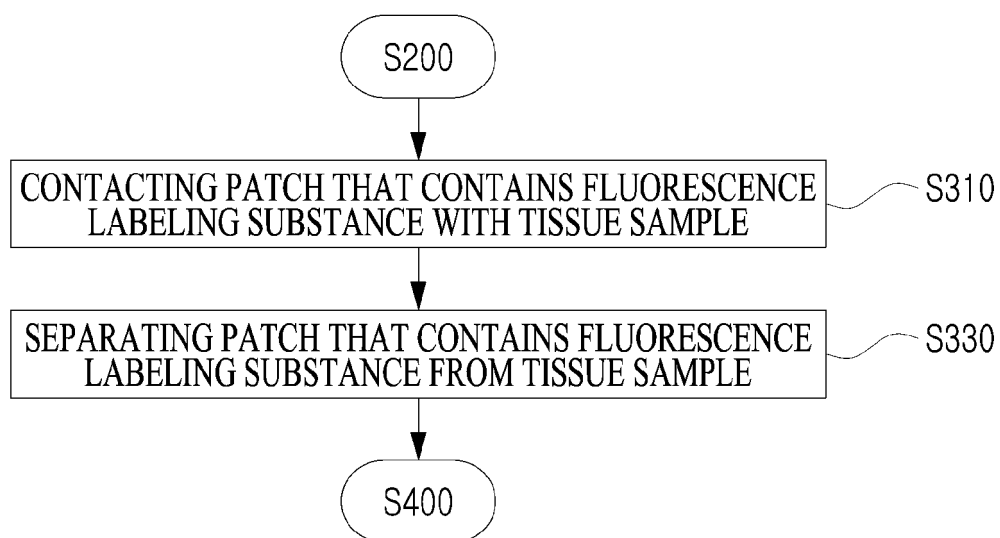 S200
CONTACTING PATCH THAT CONTAINS FLUORESCENCE
LABELING SUBSTANCE WITH TISSUE SAMPLE
S310
SEPARATING PATCH THAT CONTAINS FLUORESCENCE
LABELING SUBSTANCE FROM TISSUE SAMPLE
S330
S400